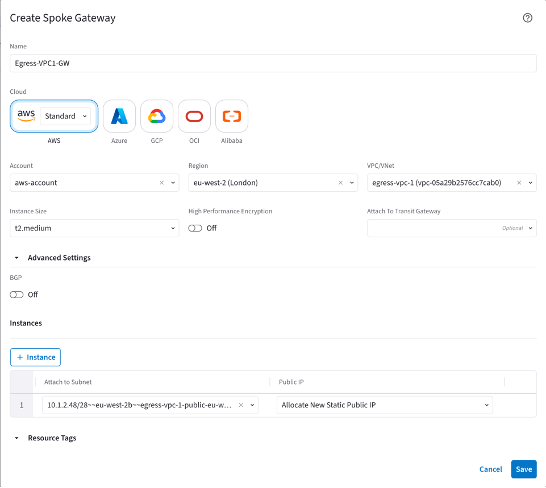 Create Spoke Gateway
Name
Egress-VPC1-GW
Cloud
aws Standard
AWS Azure GCP OCI Alibaba
Account Region VPC/VNet
aws-account eu-west-2 (London) egress-vpc-1 (vpc-05a29b2576cc7cab0)
Instance Size High Performance Encryption Attach To Transit Gateway
t2.medium Off Optional
Advanced Settings
BGP
Off
Instances
+ Instance
Attach to Subnet Public IP
1 10.1.2.48/28~~eu-west-2b~~egress-vpc-1-public-eu-w... Allocate New Static Public IP
Resource Tags
Cancel Save